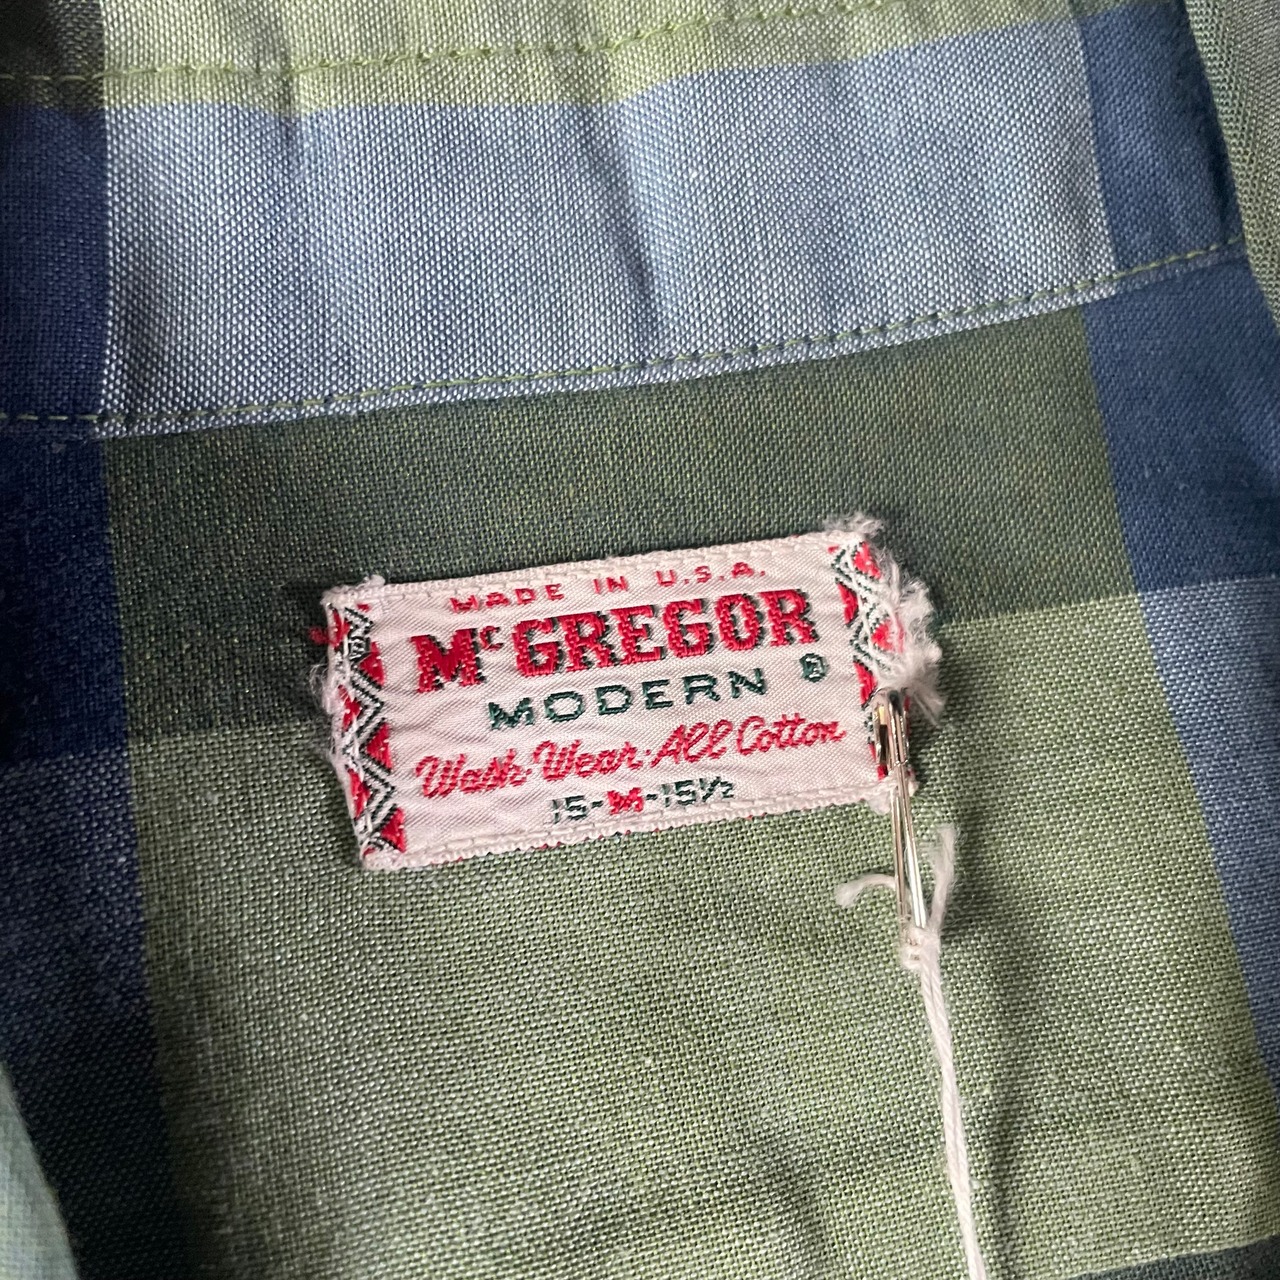 MADE IN U.S.A.
McGREGOR
MODERN ®
Wash·Wear·All Cotton
15-M-15½